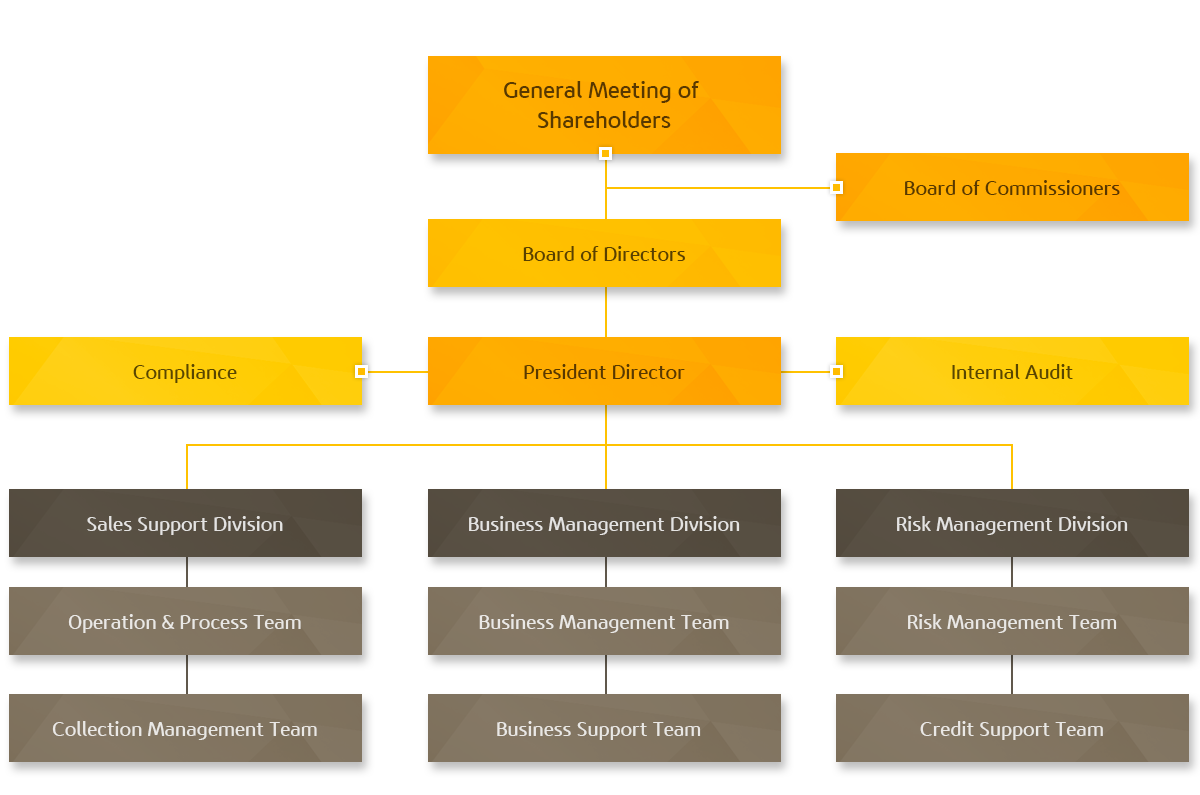 General Meeting of
Shareholders
Board of Commissioners
Board of Directors
Compliance
President Director
Internal Audit
Sales Support Division
Business Management Division
Risk Management Division
Operation & Process Team
Business Management Team
Risk Management Team
Collection Management Team
Business Support Team
Credit Support Team